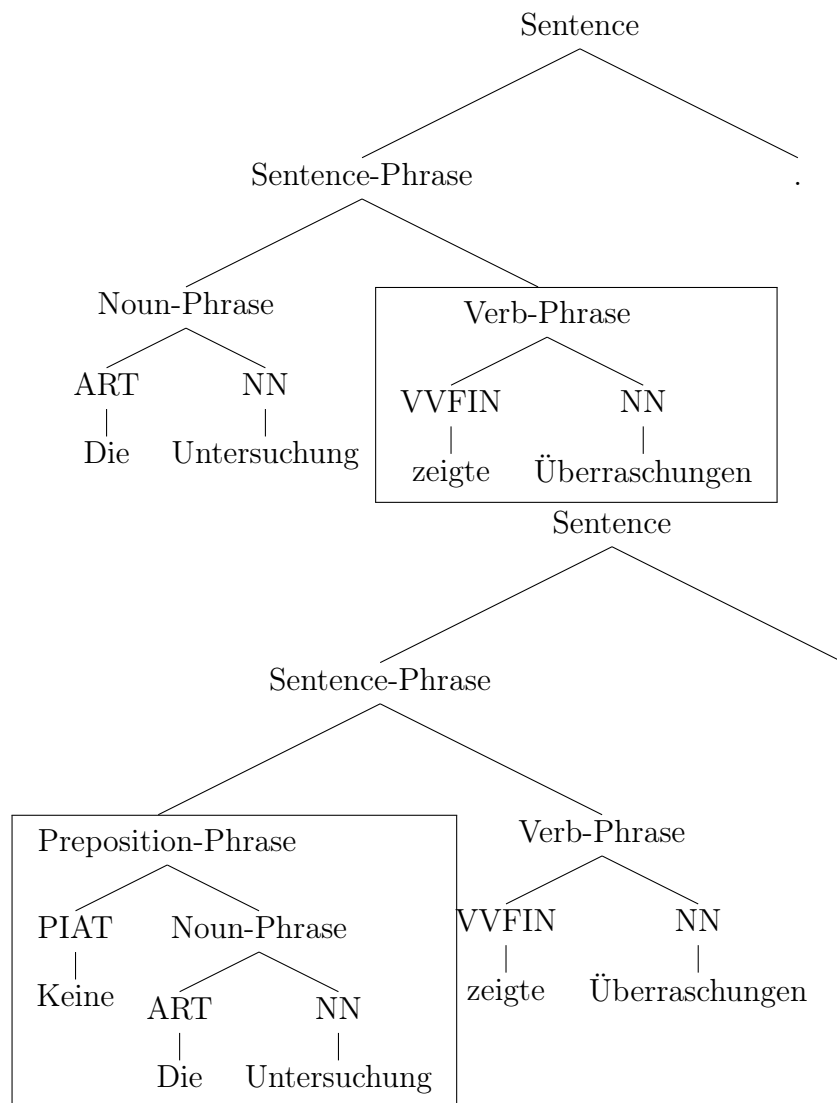 Sentence
Sentence-Phrase .
Noun-Phrase Verb-Phrase
ART NN VVFIN NN
Die Untersuchung zeigte Überraschungen
Sentence
Sentence-Phrase
Preposition-Phrase Verb-Phrase
PIAT Noun-Phrase VVFIN NN
Keine ART NN zeigte Überraschungen
Die Untersuchung